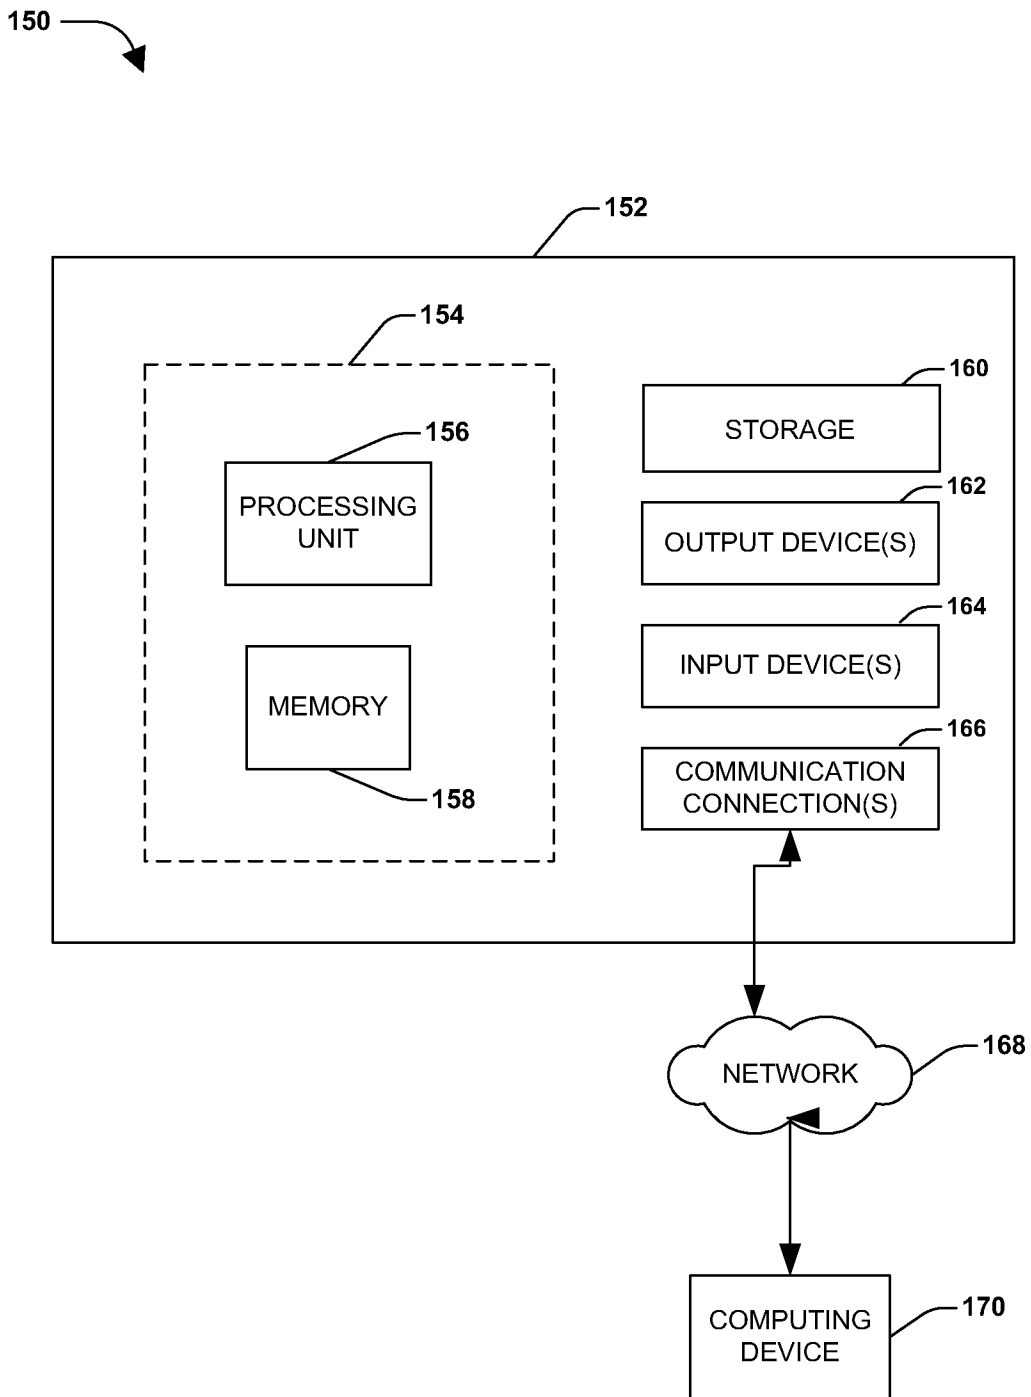 150
152
154
160
156
STORAGE
PROCESSING
UNIT
162
OUTPUT DEVICE(S)
164
INPUT DEVICE(S)
MEMORY
166
COMMUNICATION
CONNECTION(S)
158
168
NETWORK
170
COMPUTING
DEVICE